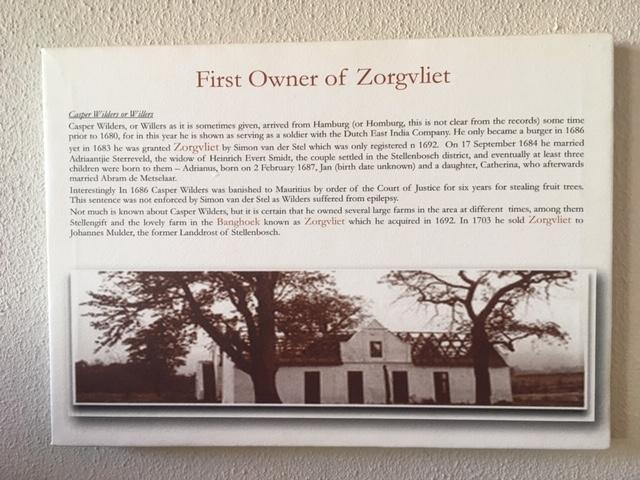 First Owner of Zorgvliet
Casper Wilders or Willers
Casper Wilders, or Willers as it is sometimes given, arrived from Hamburg (or Homburg, this is not clear from the records) some time
prior to 1680, for in this year he is shown as serving as a soldier with the Dutch East India Company. He only became a burger in 1686
yet in 1683 he was granted Zorgvliet by Simon van der Stel which was only registered n 1692. On 17 September 1684 he married
Adriaantjie Sterreveld, the widow of Heinrich Evert Smidt, the couple settled in the Stellenbosch district, and eventually at least three
children were born to them – Adrianus, born on 2 February 1687, Jan (birth date unknown) and a daughter, Catherina, who afterwards
married Abram de Metselaar.
Interestingly In 1686 Casper Wilders was banished to Mauritius by order of the Court of Justice for six years for stealing fruit trees.
This sentence was not enforced by Simon van der Stel as Wilders suffered from epilepsy.
Not much is known about Casper Wilders, but it is certain that he owned several large farms in the area at different times, among them
Stellengift and the lovely farm in the Banghoek known as Zorgvliet which he acquired in 1692. In 1703 he sold Zorgvliet to
Johannes Mulder, the former Landdrost of Stellenbosch.